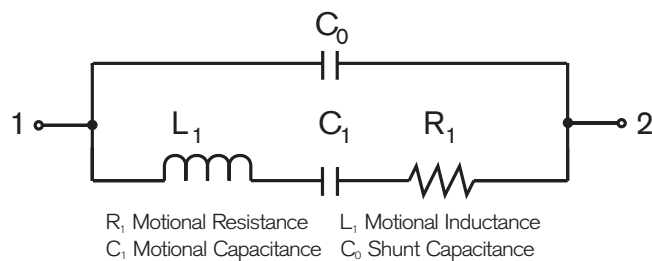 C₀
1
L₁ C₁ R₁
2
R₁ Motional Resistance L₁ Motional Inductance
C₁ Motional Capacitance C₀ Shunt Capacitance